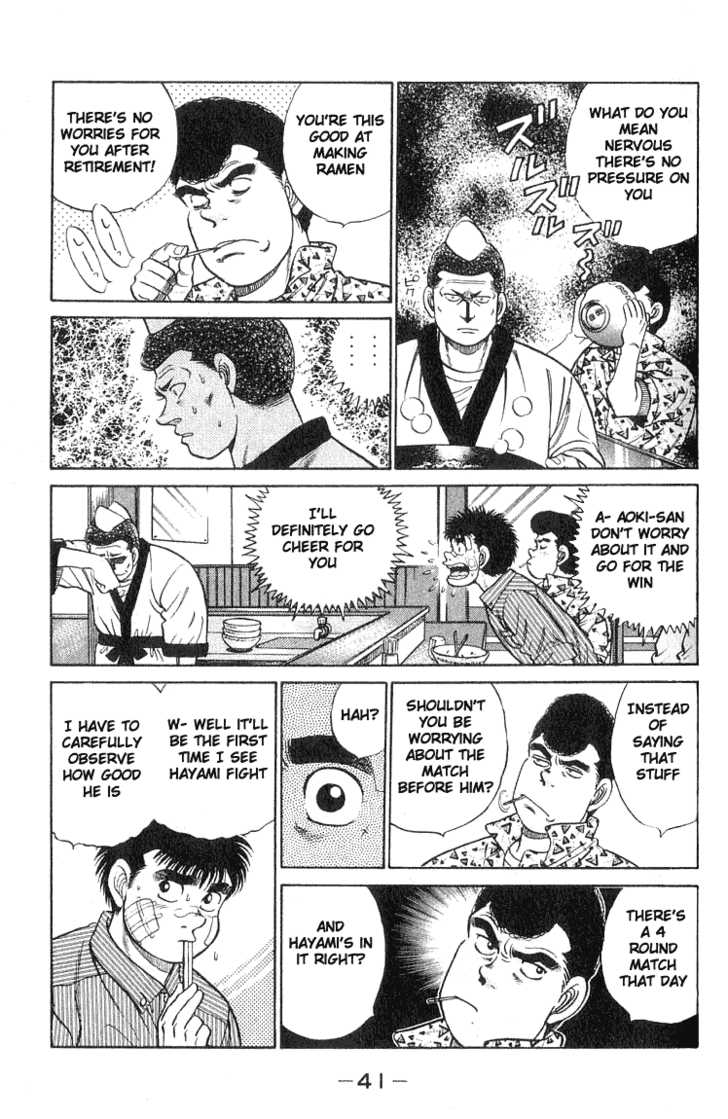 WHAT DO YOU
MEAN
NERVOUS
THERE'S NO
PRESSURE ON
YOU
ズルルズズ~
ピク
YOU'RE THIS
GOOD AT
MAKING
RAMEN
THERE'S NO
WORRIES FOR
YOU AFTER
RETIREMENT!
A- AOKI-SAN
DON'T WORRY
ABOUT IT AND
GO FOR THE
WIN
I'LL
DEFINITELY GO
CHEER FOR
YOU
INSTEAD
OF
SAYING
THAT
STUFF
SHOULDN'T
YOU BE
WORRYING
ABOUT THE
MATCH
BEFORE HIM?
HAH?
THERE'S
A 4
ROUND
MATCH
THAT DAY
AND
HAYAMI'S IN
IT RIGHT?
W- WELL IT'LL
BE THE FIRST
TIME I SEE
HAYAMI FIGHT
I HAVE TO
CAREFULLY
OBSERVE
HOW GOOD
HE IS
—41—